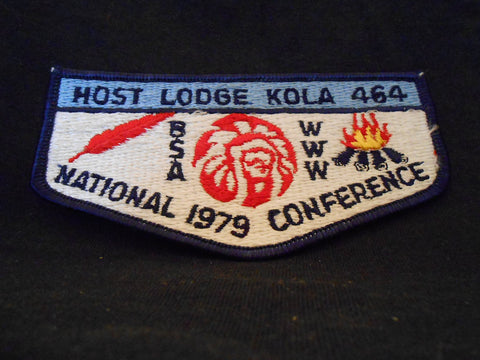 HOST LODGE KOLA 464
BSA
WWW
NATIONAL 1979 CONFERENCE